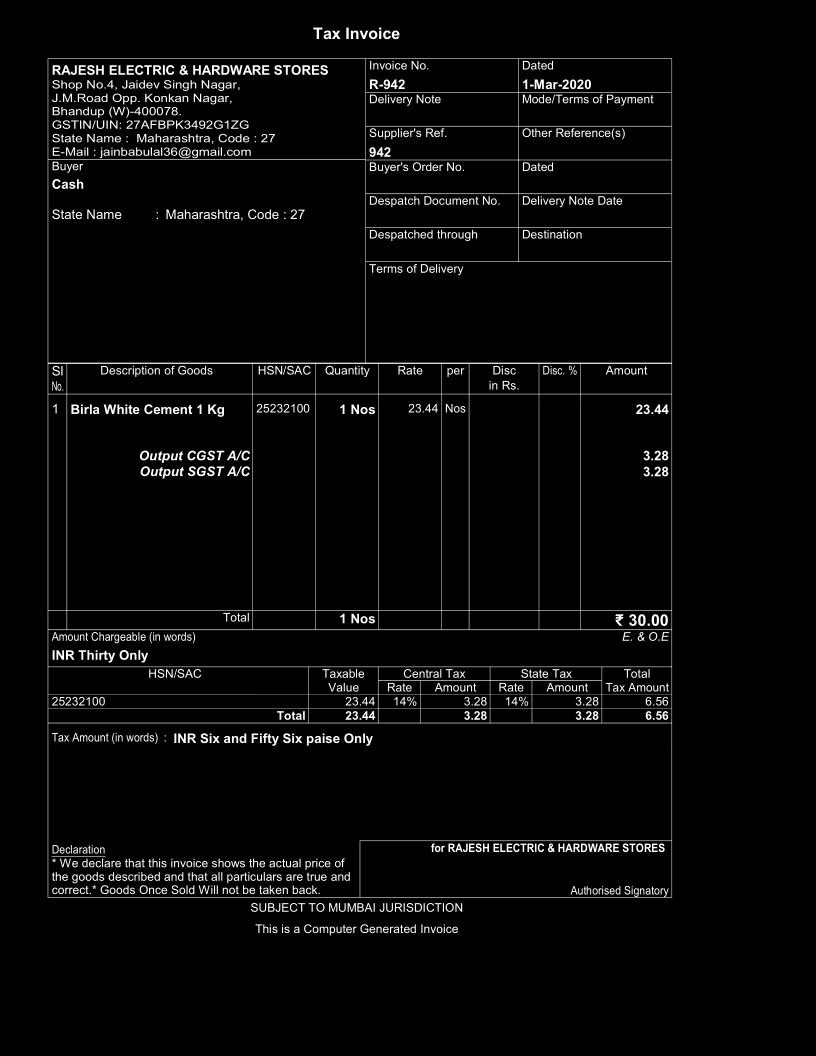 Tax Invoice
RAJESH ELECTRIC & HARDWARE STORES
Shop No.4, Jaidev Singh Nagar,
J.M.Road Opp. Konkan Nagar,
Bhandup (W)-400078.
GSTIN/UIN: 27AFBPK3492G1ZG
State Name : Maharashtra, Code : 27
E-Mail : jainbabulal36@gmail.com
Buyer
Cash
State Name : Maharashtra, Code : 27
Invoice No. Dated
R-942 1-Mar-2020
Delivery Note Mode/Terms of Payment
Supplier's Ref. Other Reference(s)
942
Buyer's Order No. Dated
Despatch Document No. Delivery Note Date
Despatched through Destination
Terms of Delivery
Sl No. Description of Goods HSN/SAC Quantity Rate per Disc in Rs. Disc. % Amount
1 Birla White Cement 1 Kg 25232100 1 Nos 23.44 Nos 23.44
Output CGST A/C 3.28
Output SGST A/C 3.28
Total 1 Nos ₹ 30.00
Amount Chargeable (in words) E. & O.E
INR Thirty Only
HSN/SAC Taxable Central Tax State Tax Total
Value Rate Amount Rate Amount Tax Amount
25232100 23.44 14% 3.28 14% 3.28 6.56
Total 23.44 3.28 3.28 6.56
Tax Amount (in words) : INR Six and Fifty Six paise Only
Declaration
* We declare that this invoice shows the actual price of
the goods described and that all particulars are true and
correct.* Goods Once Sold Will not be taken back.
for RAJESH ELECTRIC & HARDWARE STORES
Authorised Signatory
SUBJECT TO MUMBAI JURISDICTION
This is a Computer Generated Invoice